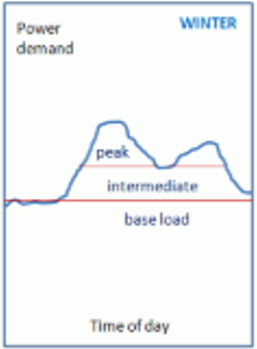 Power
demand
WINTER
peak
intermediate
base load
Time of day